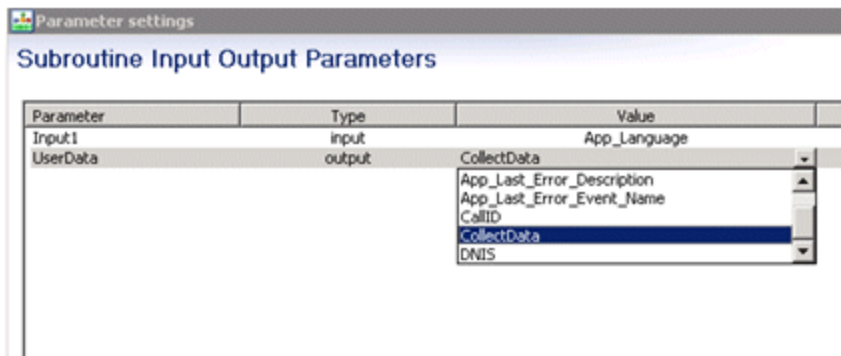 Parameter settings
Subroutine Input Output Parameters
Parameter Type Value
Input1 input App_Language
UserData output CollectData
App_Last_Error_Description
App_Last_Error_Event_Name
CallID
CollectData
DNIS